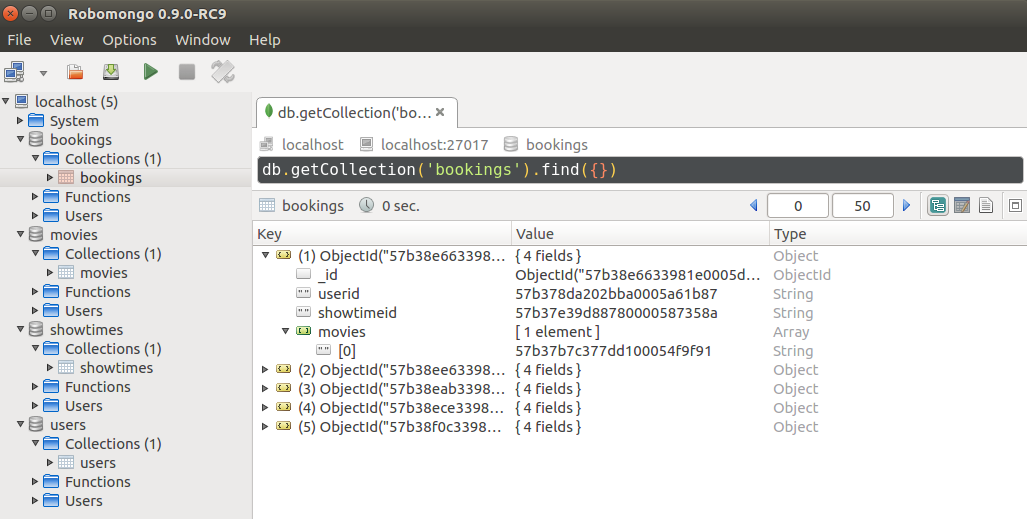 Robomongo 0.9.0-RC9
File View Options Window Help
localhost (5)
System
bookings
Collections (1)
bookings
Functions
Users
movies
Collections (1)
movies
Functions
Users
showtimes
Collections (1)
showtimes
Functions
Users
users
Collections (1)
users
Functions
Users
db.getCollection('bo...
localhost localhost:27017 bookings
db.getCollection('bookings').find({})
bookings 0 sec. 0 50
Key Value Type
(1) ObjectId("57b38e663398... { 4 fields } Object
_id ObjectId("57b38e6633981e0005d... ObjectId
userid 57b378da202bba0005a61b87 String
showtimeid 57b37e39d88780000587358a String
movies [ 1 element ] Array
[0] 57b37b7c377dd100054f9f91 String
(2) ObjectId("57b38ee63398... { 4 fields } Object
(3) ObjectId("57b38eab3398... { 4 fields } Object
(4) ObjectId("57b38ece3398... { 4 fields } Object
(5) ObjectId("57b38f0c3398... { 4 fields } Object